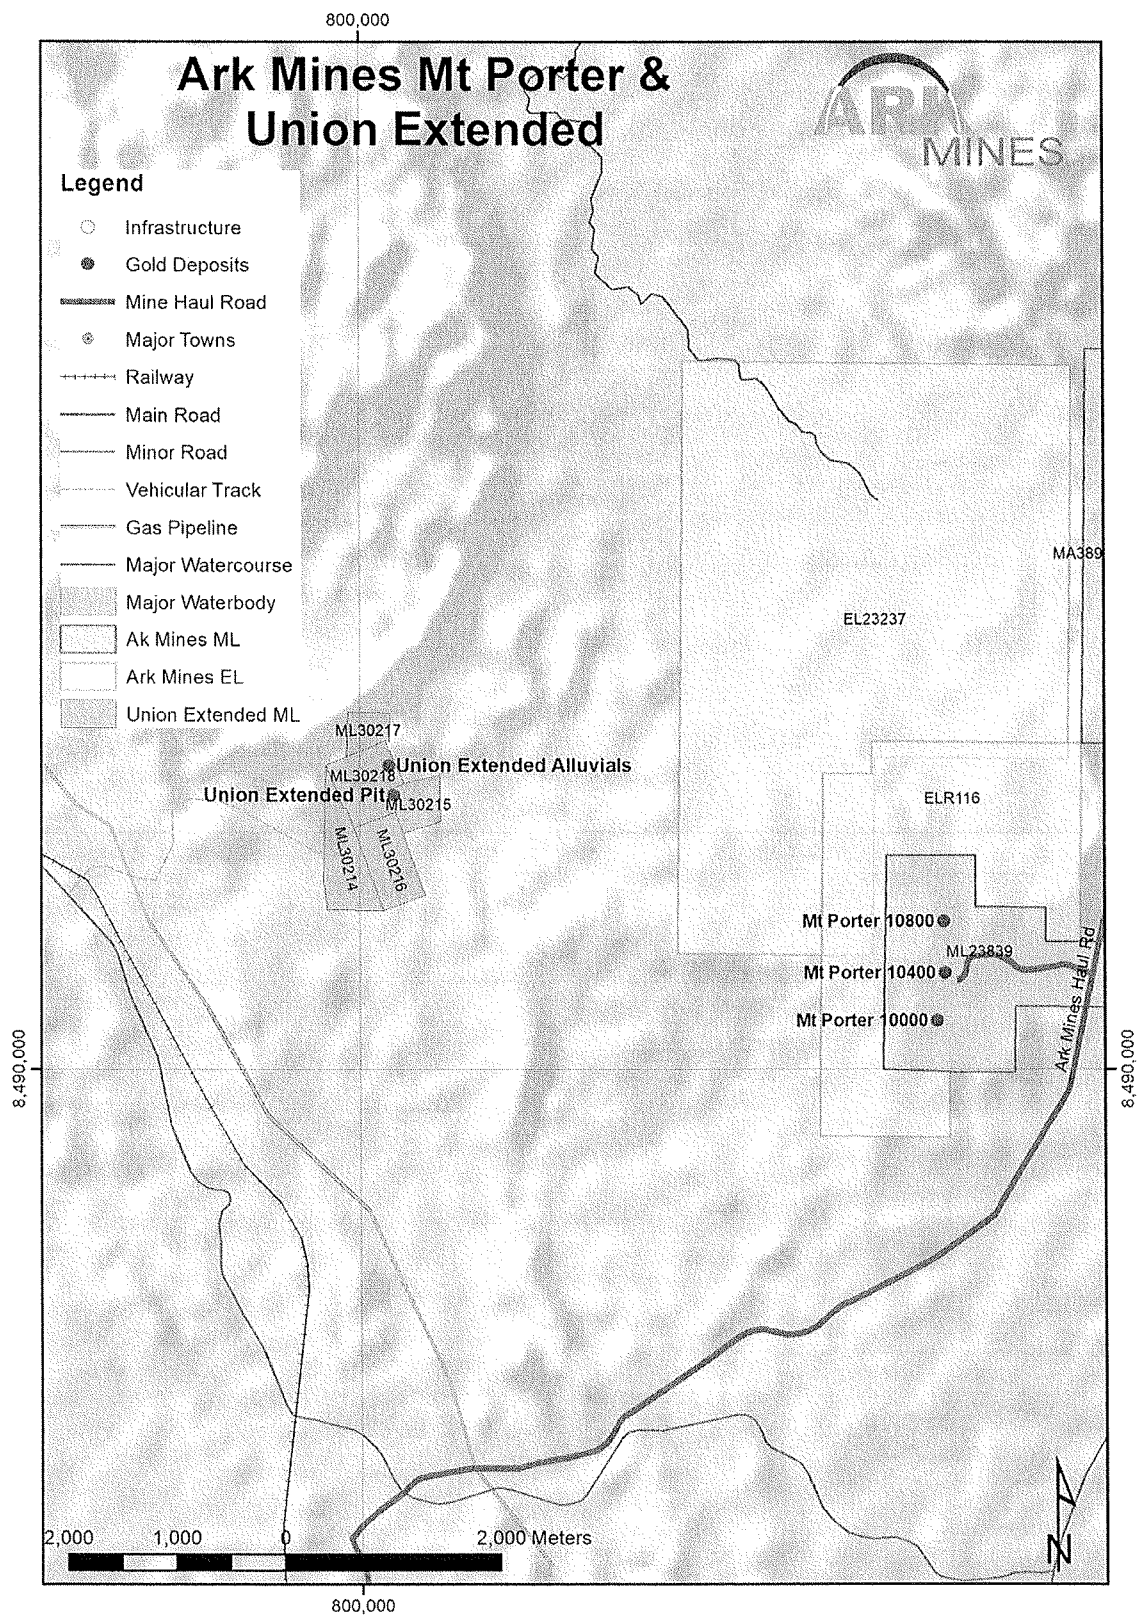 800,000
Ark Mines Mt Porter &
Union Extended
ARK
MINES
Legend
Infrastructure
Gold Deposits
Mine Haul Road
Major Towns
Railway
Main Road
Minor Road
Vehicular Track
Gas Pipeline
Major Watercourse
Major Waterbody
Ak Mines ML
Ark Mines EL
Union Extended ML
MA389
EL23237
ML30217
Union Extended Alluvials
ML30218
Union Extended Pit
ML30215
ML30214
ML30216
ELR116
Mt Porter 10800
ML23839
Mt Porter 10400
Mt Porter 10000
Ark Mines Haul Rd
8,490,000
8,490,000
2,000
1,000
0
2,000 Meters
N
800,000